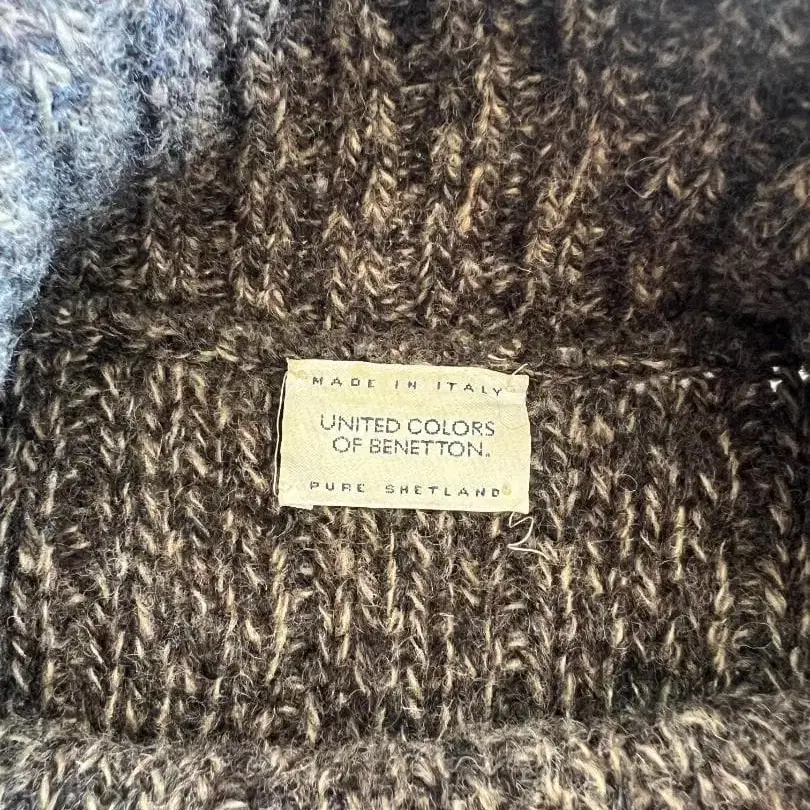 MADE IN ITALY
UNITED COLORS
OF BENETTON.
PURE SHETLAND